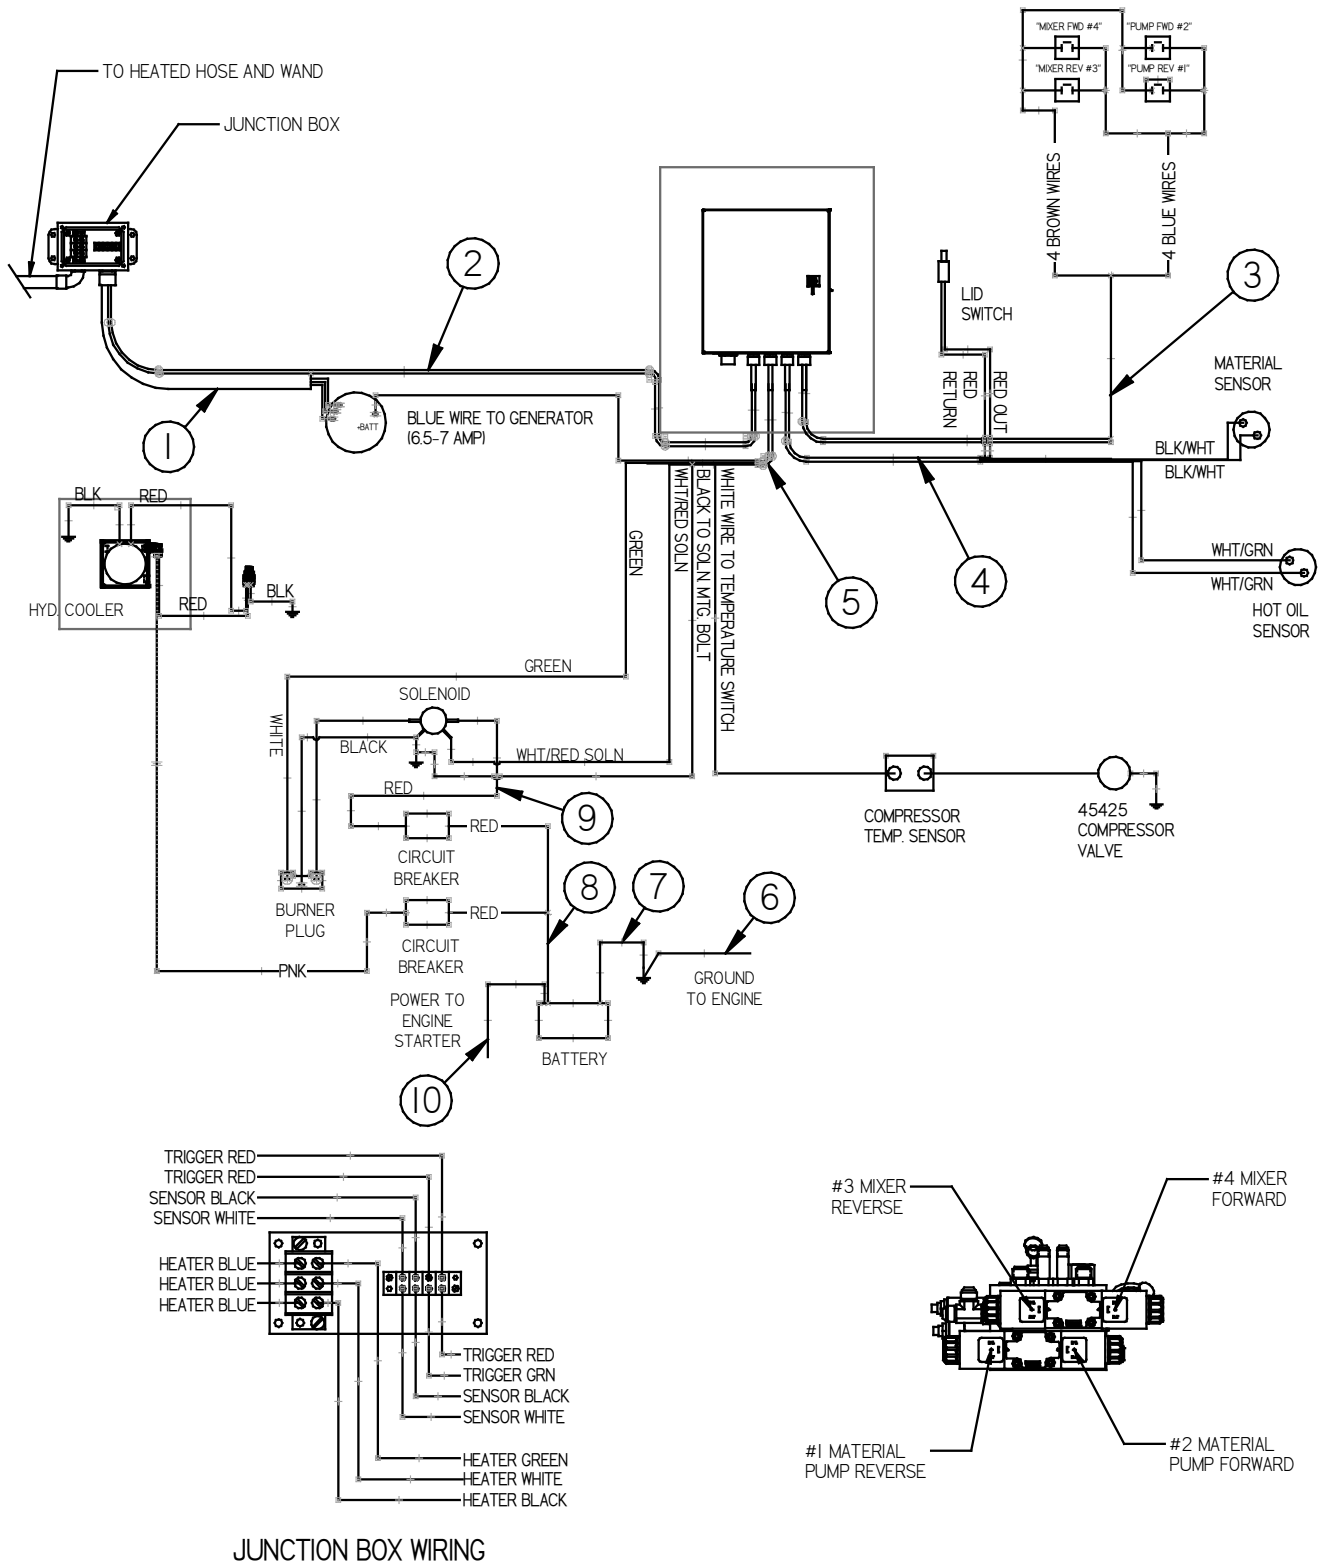 TO HEATED HOSE AND WAND
JUNCTION BOX
"MIXER FWD #4"
"PUMP FWD #2"
"MIXER REV #3"
"PUMP REV #1"
4 BROWN WIRES
4 BLUE WIRES
2
3
LID
SWITCH
RED
RETURN
RED OUT
MATERIAL
SENSOR
1
+BATT
BLUE WIRE TO GENERATOR
(6.5-7 AMP)
BLK/WHT
BLK/WHT
BLK
RED
HYD. COOLER
RED
BLK
GREEN
WHT/RED SOLN
BLACK TO SOLN MTG. BOLT
WHITE WIRE TO TEMPERATURE SWITCH
5
4
WHT/GRN
WHT/GRN
HOT OIL
SENSOR
GREEN
SOLENOID
WHITE
BLACK
WHT/RED SOLN
RED
9
RED
CIRCUIT
BREAKER
COMPRESSOR
TEMP. SENSOR
45425
COMPRESSOR
VALVE
BURNER
PLUG
8
7
6
RED
CIRCUIT
BREAKER
PNK
GROUND
TO ENGINE
POWER TO
ENGINE
STARTER
BATTERY
10
TRIGGER RED
TRIGGER RED
SENSOR BLACK
SENSOR WHITE
HEATER BLUE
HEATER BLUE
HEATER BLUE
TRIGGER RED
TRIGGER GRN
SENSOR BLACK
SENSOR WHITE
HEATER GREEN
HEATER WHITE
HEATER BLACK
JUNCTION BOX WIRING
#3 MIXER
REVERSE
#4 MIXER
FORWARD
#1 MATERIAL
PUMP REVERSE
#2 MATERIAL
PUMP FORWARD